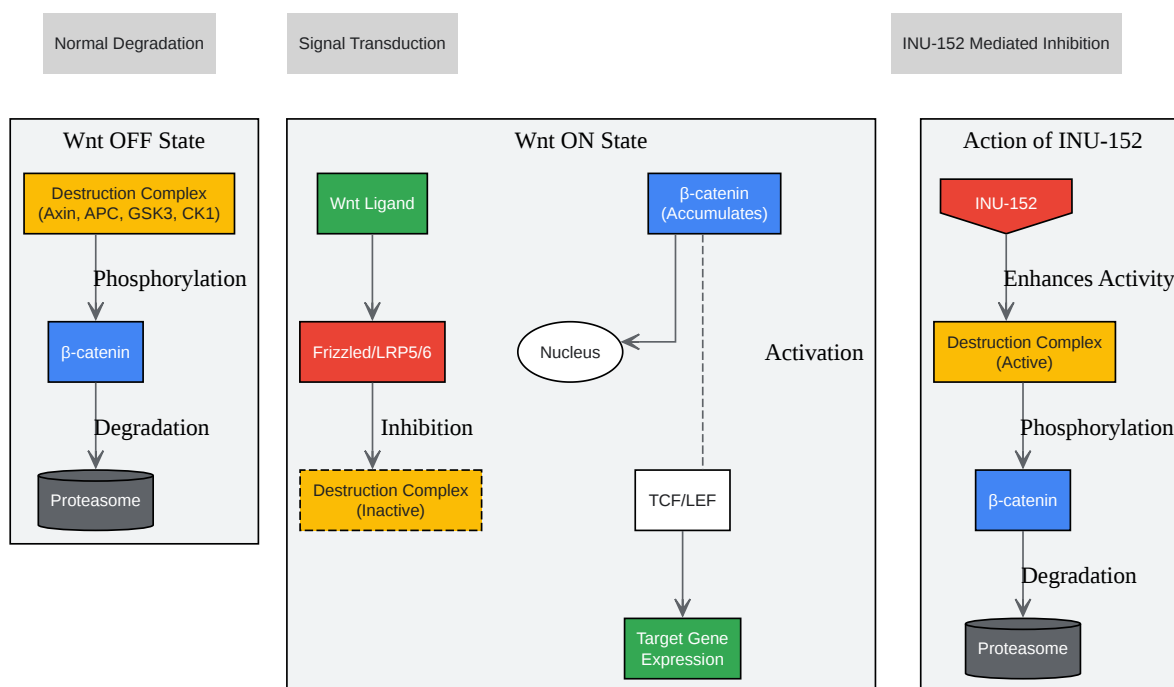 Normal Degradation
Signal Transduction
INU-152 Mediated Inhibition
Wnt OFF State
Destruction Complex
(Axin, APC, GSK3, CK1)
Phosphorylation
β-catenin
Degradation
Proteasome
Wnt ON State
Wnt Ligand
Frizzled/LRP5/6
Inhibition
Destruction Complex
(Inactive)
β-catenin
(Accumulates)
Nucleus
Activation
TCF/LEF
Target Gene
Expression
Action of INU-152
INU-152
Enhances Activity
Destruction Complex
(Active)
Phosphorylation
β-catenin
Degradation
Proteasome